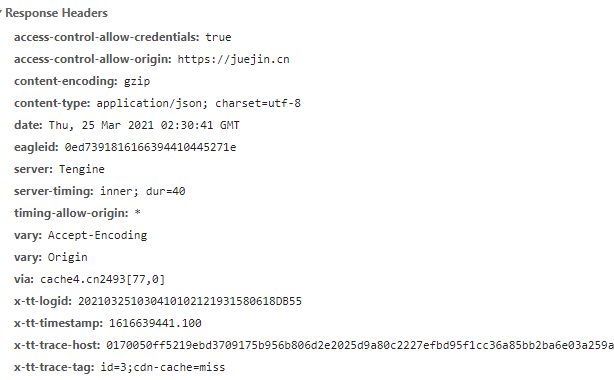 Response Headers
access-control-allow-credentials: true
access-control-allow-origin: https://juejin.cn
content-encoding: gzip
content-type: application/json; charset=utf-8
date: Thu, 25 Mar 2021 02:30:41 GMT
eagleid: 0ed7391816166394410445271e
server: Tengine
server-timing: inner; dur=40
timing-allow-origin: *
vary: Accept-Encoding
vary: Origin
via: cache4.cn2493[77,0]
x-tt-logid: 202103251030410102121931580618DB55
x-tt-timestamp: 1616639441.100
x-tt-trace-host: 0170050ff5219ebd3709175b956b806d2e2025d9a80c2227efbd95f1cc36a85bb2ba6e03a259a
x-tt-trace-tag: id=3;cdn-cache=miss